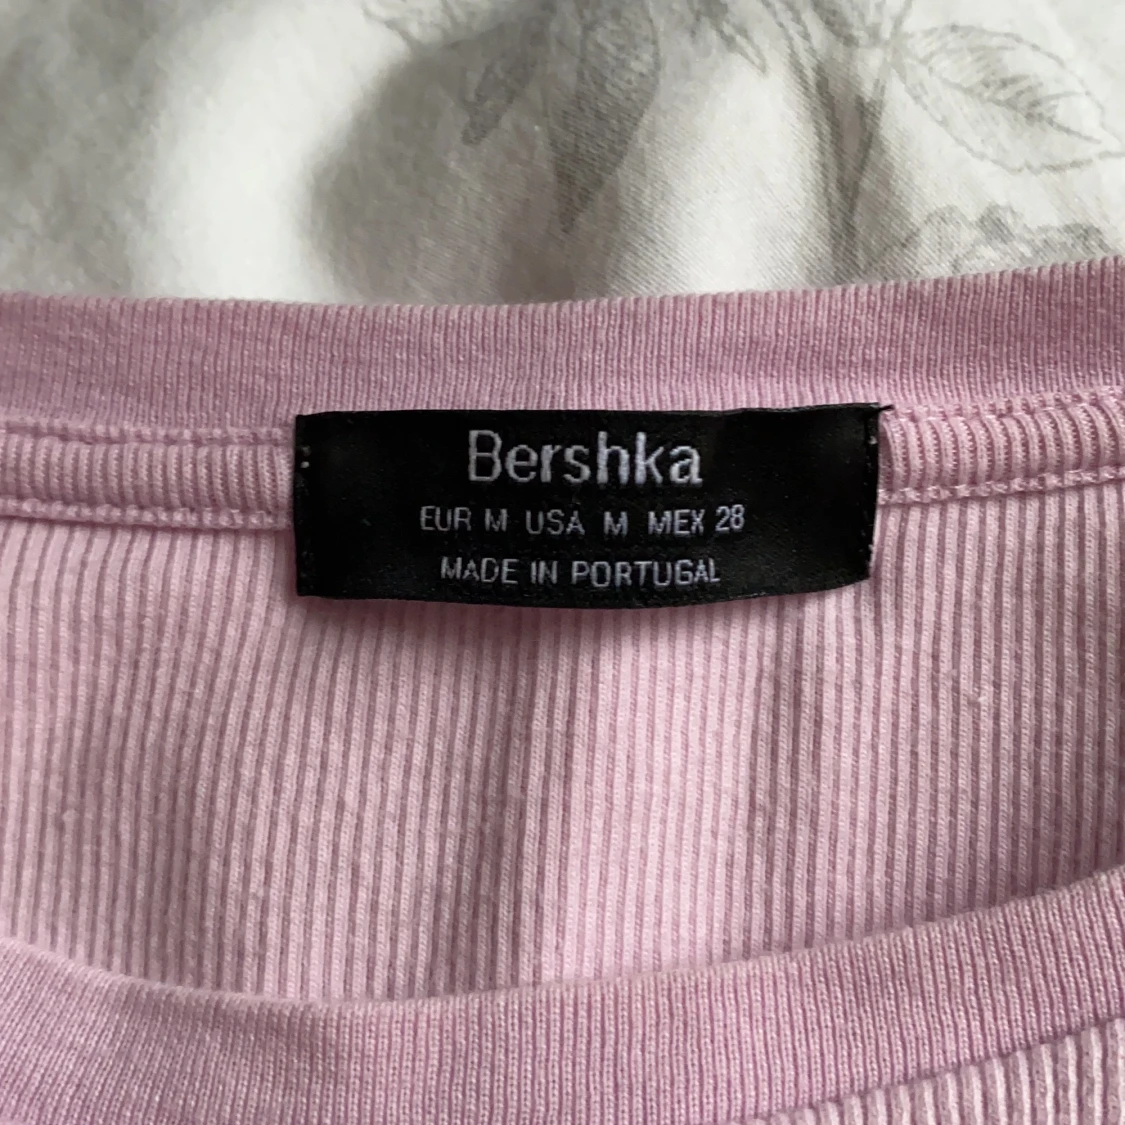 Bershka
EUR M USA M MEX 28
MADE IN PORTUGAL